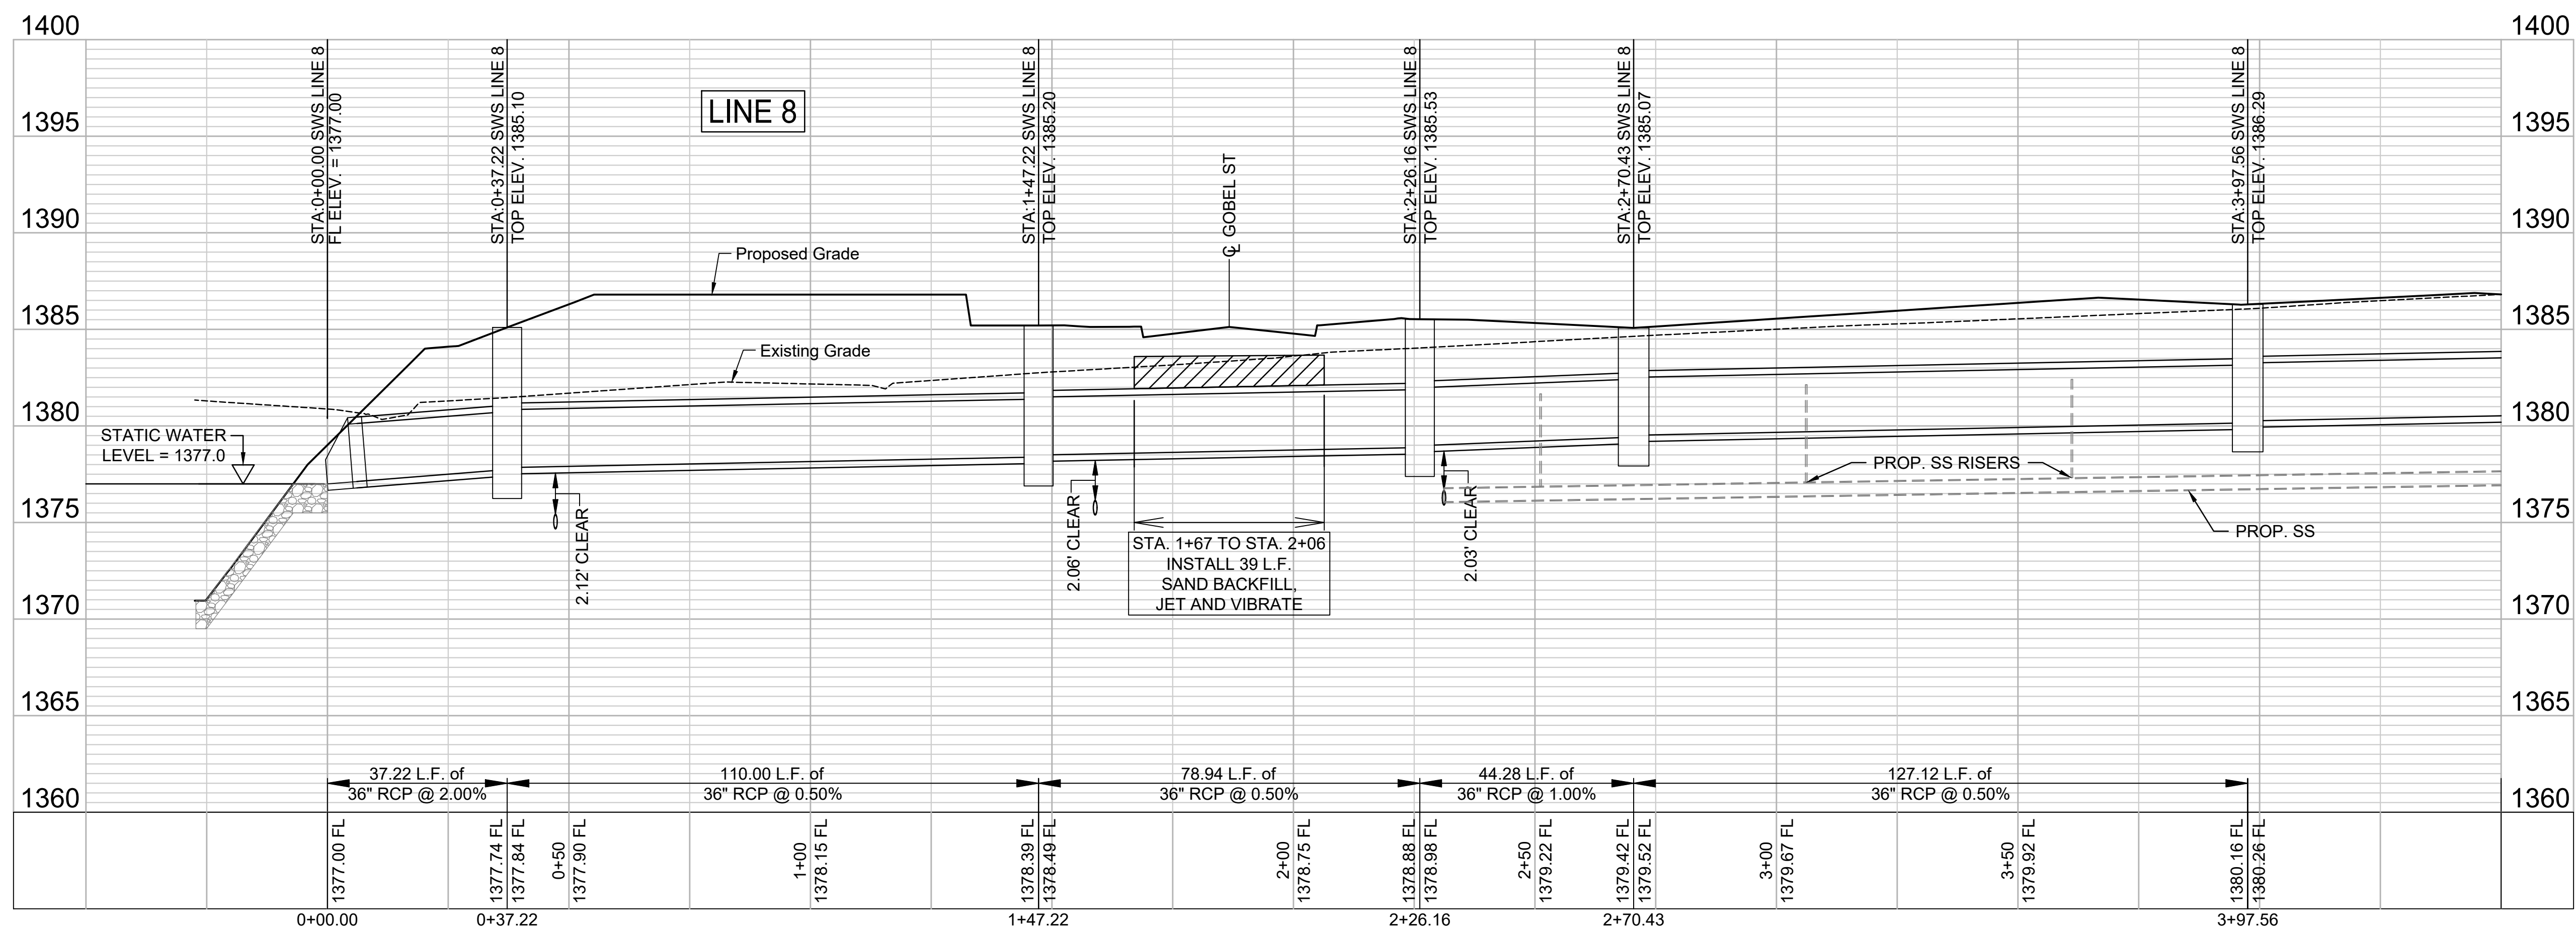 1400
1400
STA:0+00.00 SWS LINE 8
FL ELEV. = 1377.00
STA:0+37.22 SWS LINE 8
TOP ELEV. 1385.10
LINE 8
STA:1+47.22 SWS LINE 8
TOP ELEV. 1385.20
STA:2+26.16 SWS LINE 8
TOP ELEV. 1385.53
STA:2+70.43 SWS LINE 8
TOP ELEV. 1385.07
STA:3+97.56 SWS LINE 8
TOP ELEV. 1386.29
1395
1395
℄ GOBEL ST
1390
1390
Proposed Grade
1385
1385
Existing Grade
1380
1380
STATIC WATER
LEVEL = 1377.0
PROP. SS RISERS
1375
1375
2.12' CLEAR
2.06' CLEAR
2.03' CLEAR
PROP. SS
STA. 1+67 TO STA. 2+06
INSTALL 39 L.F.
SAND BACKFILL,
JET AND VIBRATE
1370
1370
1365
1365
37.22 L.F. of
36" RCP @ 2.00%
110.00 L.F. of
36" RCP @ 0.50%
78.94 L.F. of
36" RCP @ 0.50%
44.28 L.F. of
36" RCP @ 1.00%
127.12 L.F. of
36" RCP @ 0.50%
1360
1360
1377.00 FL
1377.74 FL
1377.84 FL
0+50
1377.90 FL
1+00
1378.15 FL
1378.39 FL
1378.49 FL
2+00
1378.75 FL
1378.88 FL
1378.98 FL
2+50
1379.22 FL
1379.42 FL
1379.52 FL
3+00
1379.67 FL
3+50
1379.92 FL
1380.16 FL
1380.26 FL
0+00.00
0+37.22
1+47.22
2+26.16
2+70.43
3+97.56